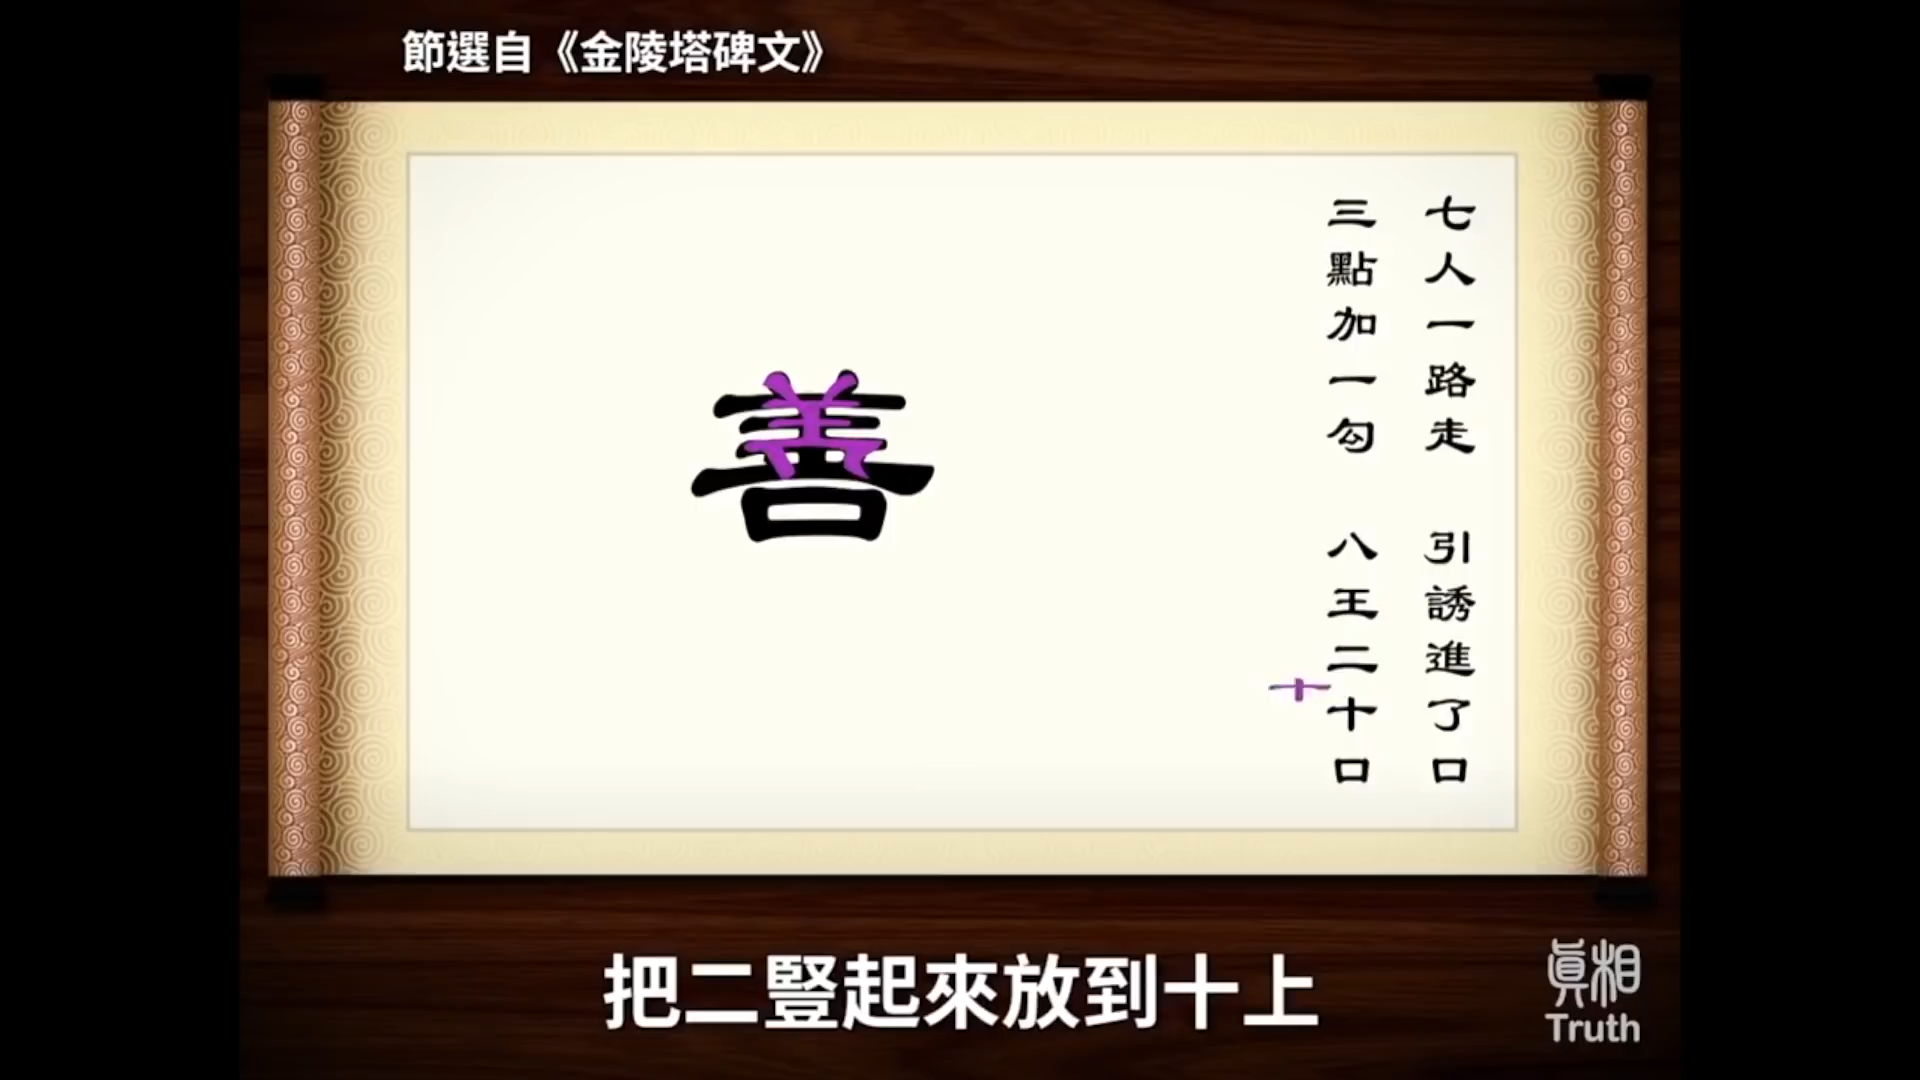 節選自《金陵塔碑文》
七人一路走 引誘進了口
三點加一勾 八王二十口
善
十
把二豎起來放到十上
真相
Truth